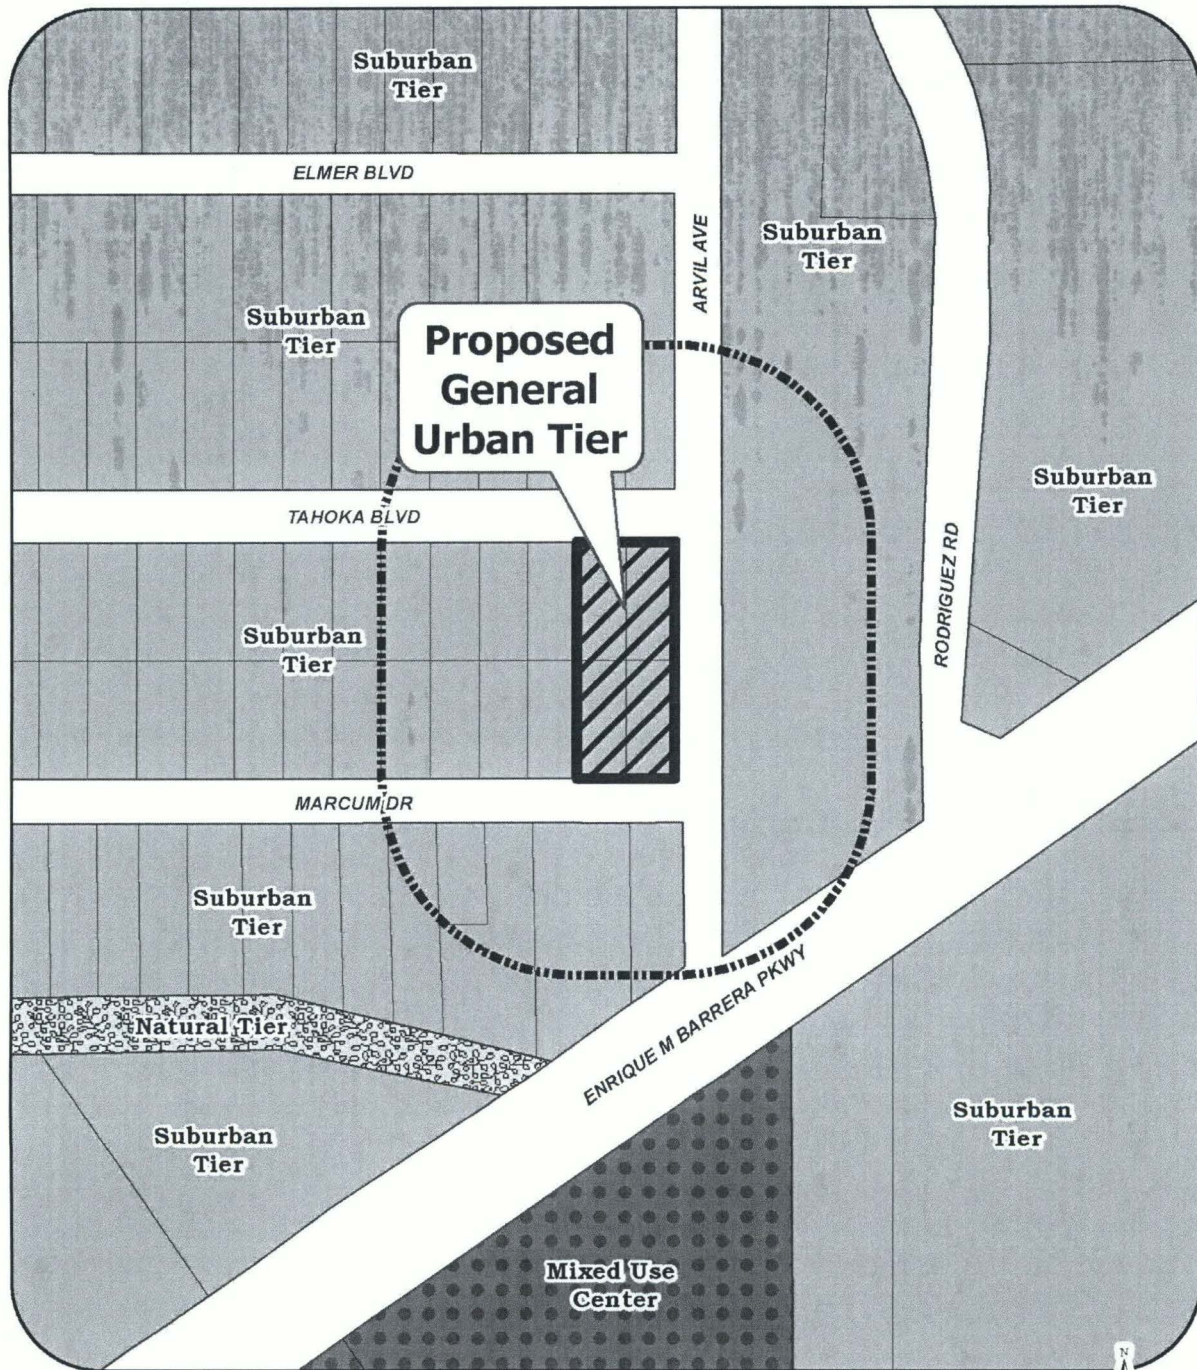 Suburban
Tier
ELMER BLVD
ARVIL AVE
Suburban
Tier
Suburban
Tier
Proposed
General
Urban Tier
Suburban
Tier
TAHOKA BLVD
RODRIGUEZ RD
Suburban
Tier
MARCUM DR
Suburban
Tier
Natural Tier
ENRIQUE M BARRERA PKWY
Suburban
Tier
Suburban
Tier
Mixed Use
Center
N